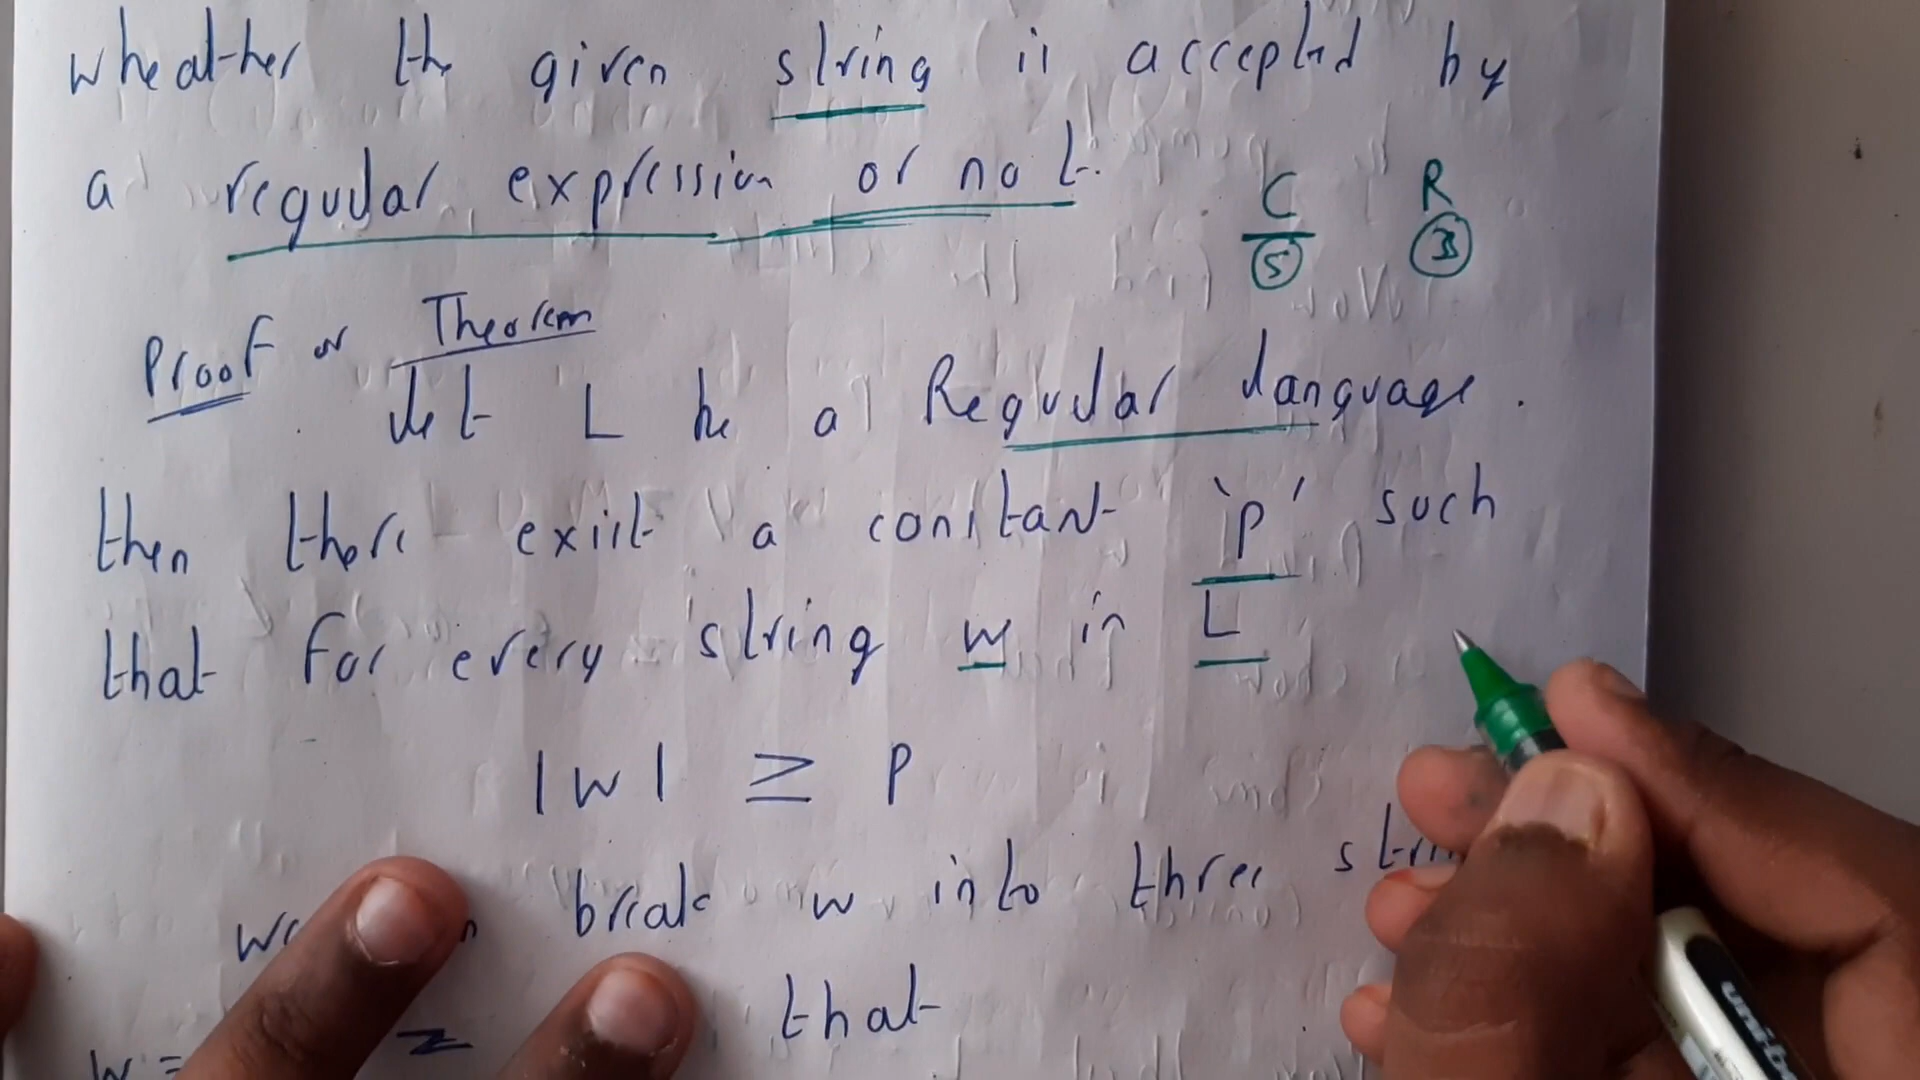 wheather the given string is accepted by
a regular expression or not.
C R
5
Proof or Theorem
Let L be a Regular Language.
then there exist a constant 'p' such
that for every string w in L
|w| ≥ P
break w into three
w = that
uni